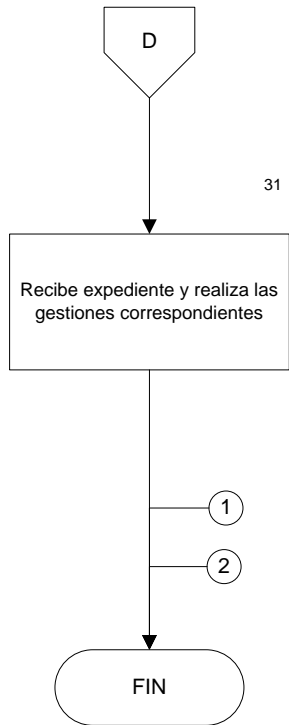 D
31
Recibe expediente y realiza las
gestiones correspondientes
1
2
FIN